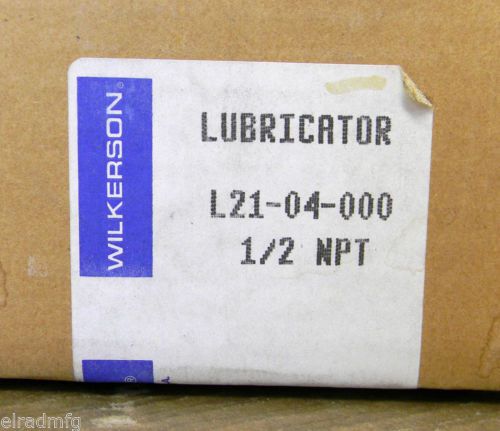 WILKERSON®
LUBRICATOR
L21-04-000
1/2 NPT
®
elradmfg